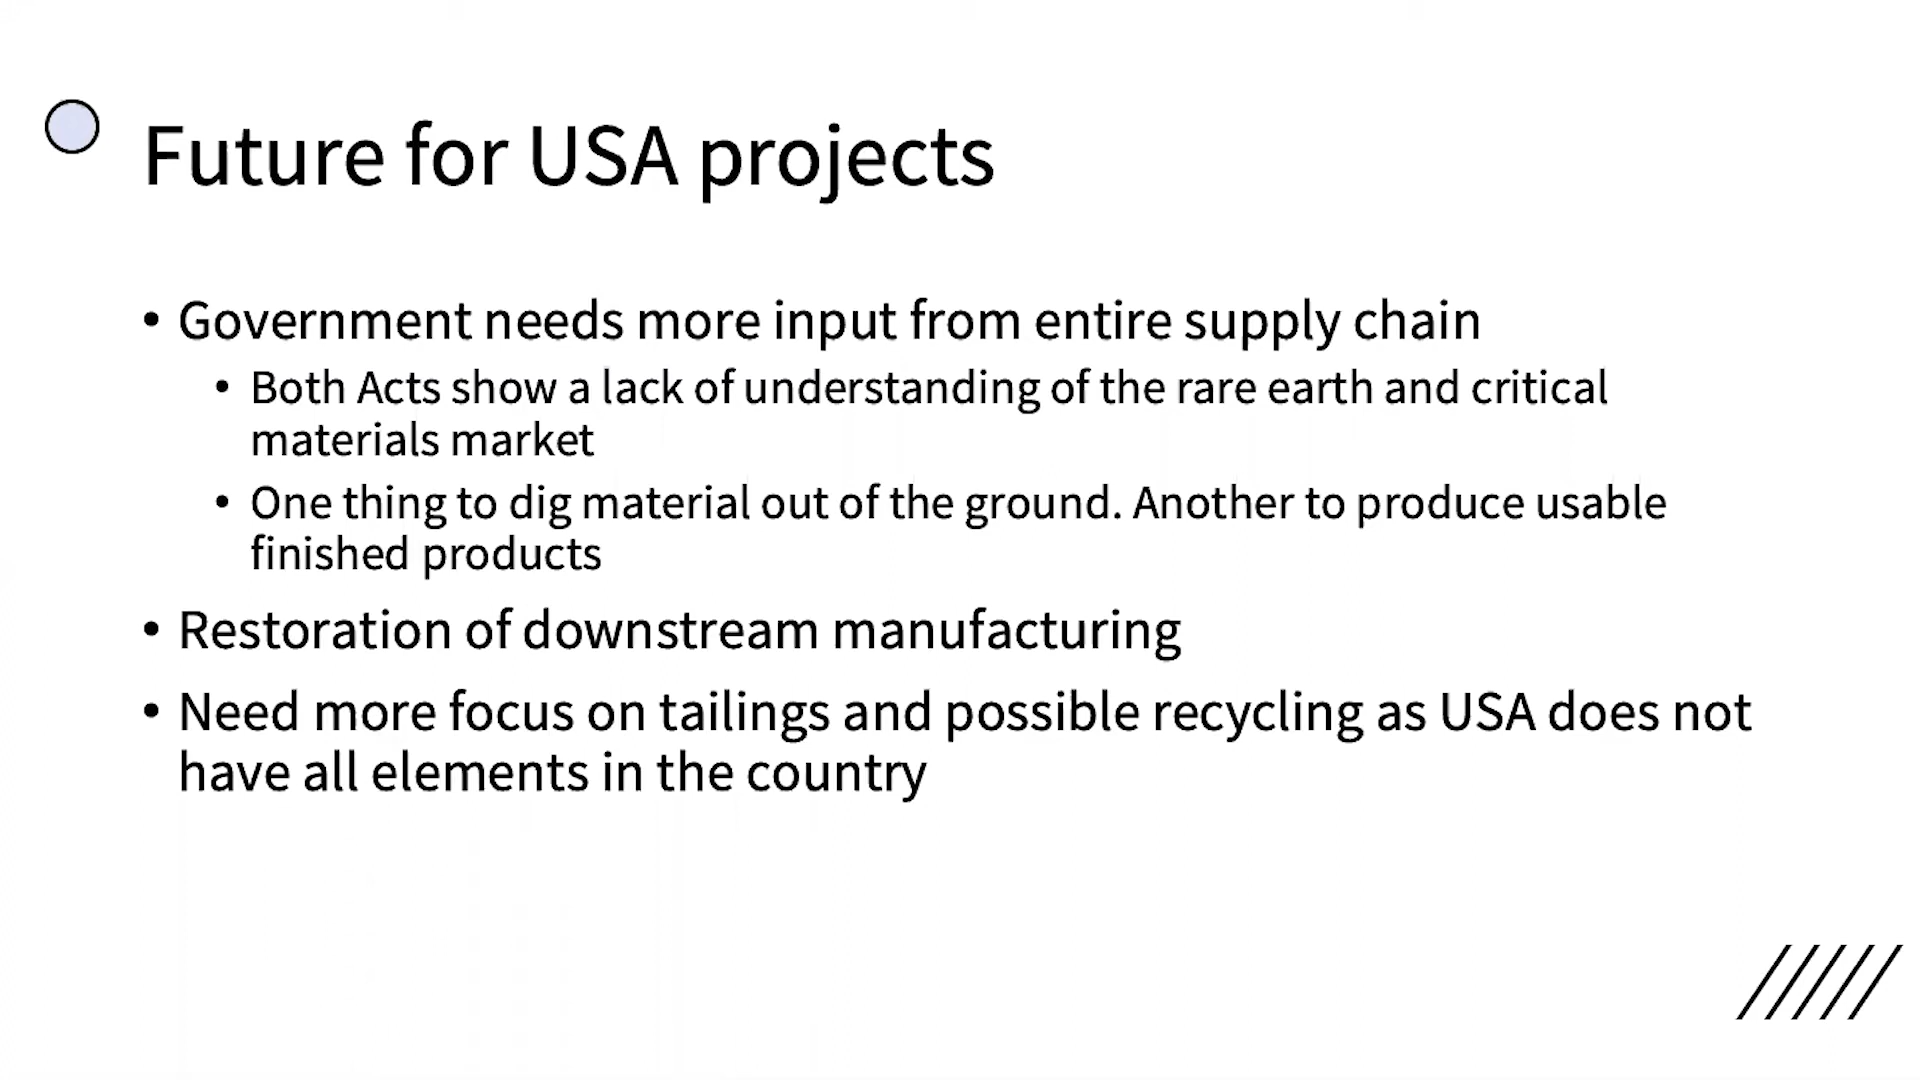 Future for USA projects
• Government needs more input from entire supply chain
• Both Acts show a lack of understanding of the rare earth and critical
materials market
• One thing to dig material out of the ground. Another to produce usable
finished products
• Restoration of downstream manufacturing
• Need more focus on tailings and possible recycling as USA does not
have all elements in the country